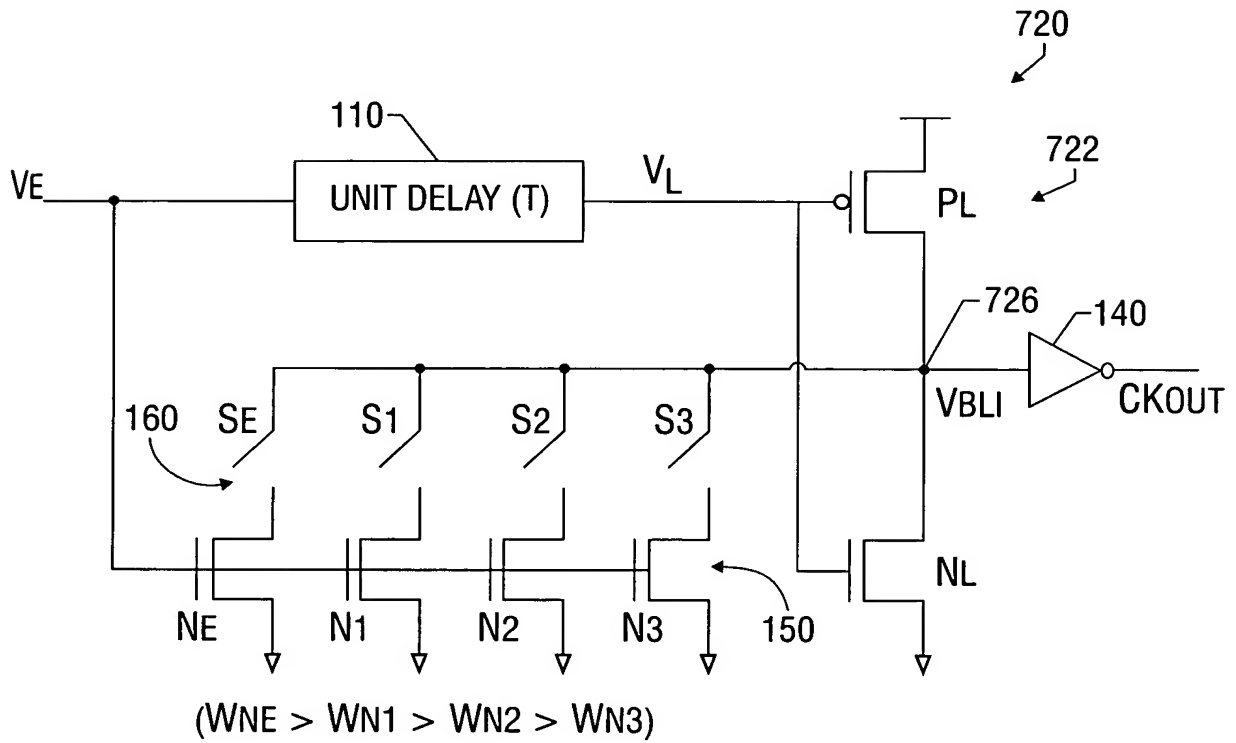 720
110
722
VE
UNIT DELAY (T)
VL
PL
726
140
SE
S1
S2
S3
VBLI
CKOUT
160
NE
N1
N2
N3
150
NL
(WNE > WN1 > WN2 > WN3)